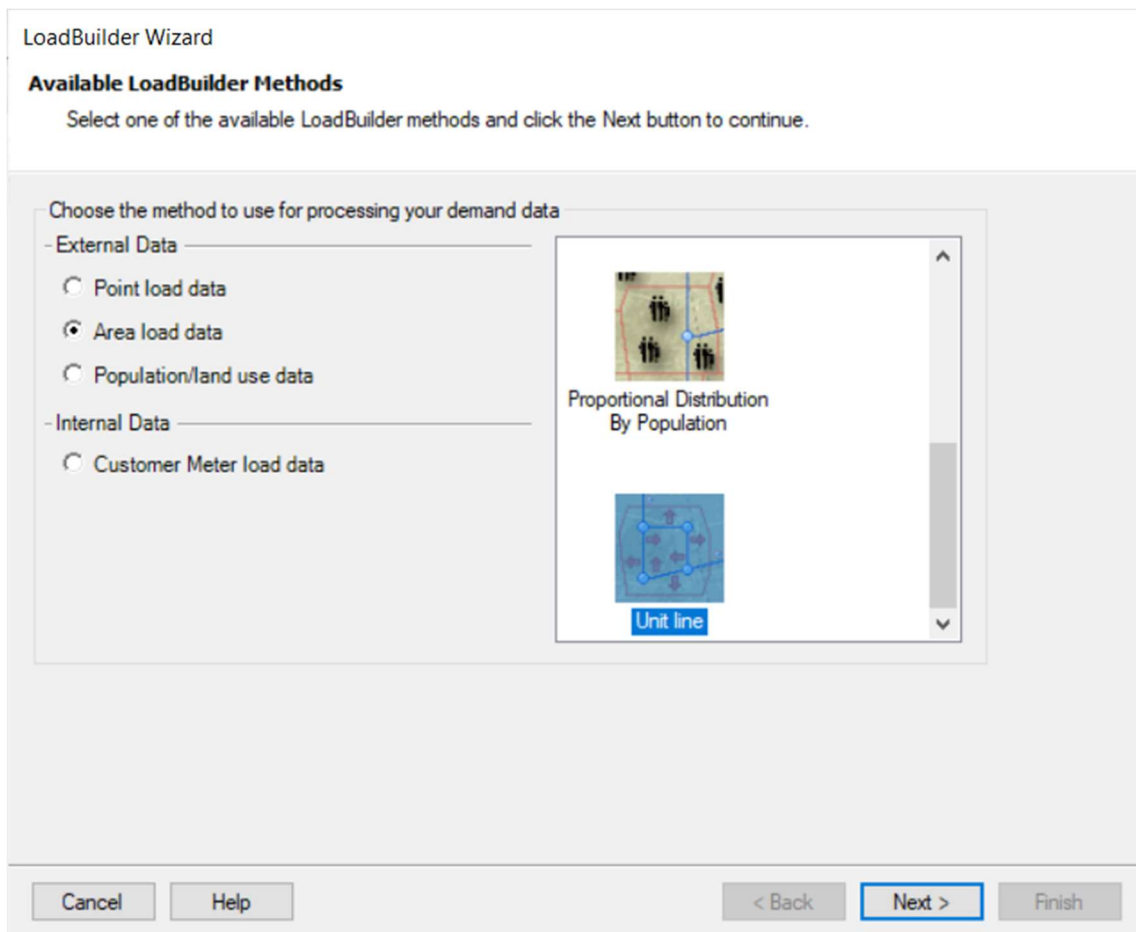 LoadBuilder Wizard
Available LoadBuilder Methods
Select one of the available LoadBuilder methods and click the Next button to continue.
Choose the method to use for processing your demand data
External Data
Point load data
Area load data
Population/land use data
Internal Data
Customer Meter load data
Proportional Distribution
By Population
Unit line
Cancel
Help
< Back
Next >
Finish